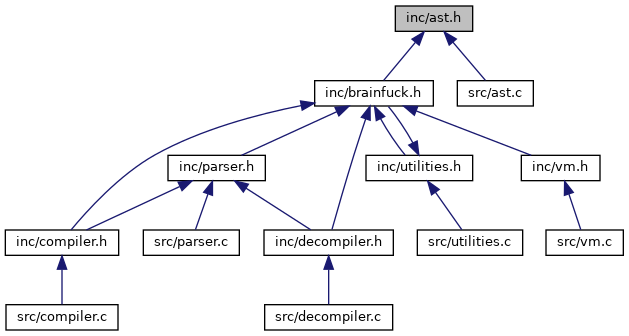 inc/ast.h
inc/brainfuck.h
src/ast.c
inc/parser.h
inc/utilities.h
inc/vm.h
inc/compiler.h
src/parser.c
inc/decompiler.h
src/utilities.c
src/vm.c
src/compiler.c
src/decompiler.c